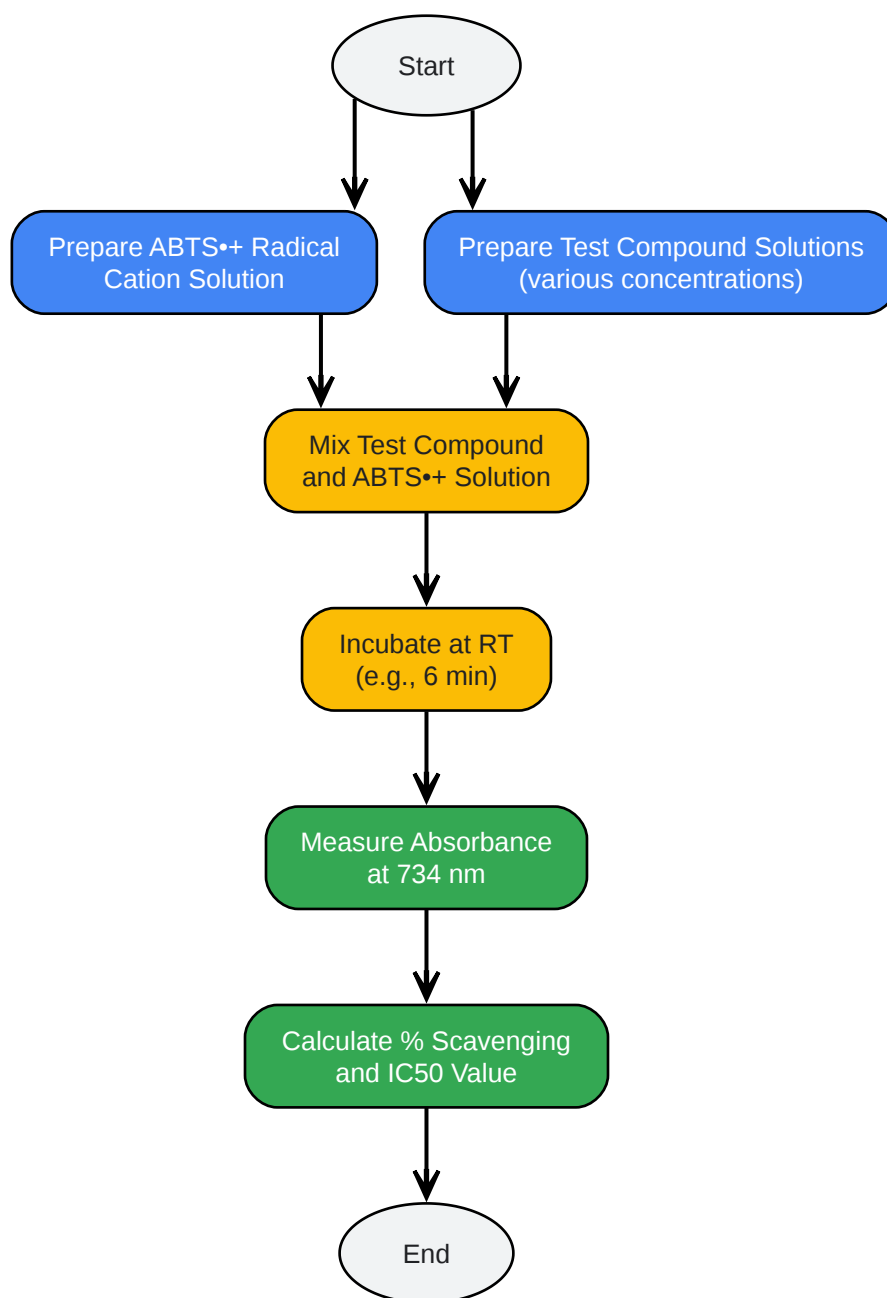 Start
Prepare ABTS•+ Radical
Cation Solution
Prepare Test Compound Solutions
(various concentrations)
Mix Test Compound
and ABTS•+ Solution
Incubate at RT
(e.g., 6 min)
Measure Absorbance
at 734 nm
Calculate % Scavenging
and IC50 Value
End